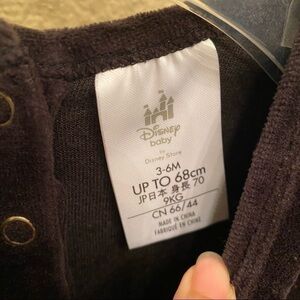 Disney
baby
by
Disney Store
3-6M
UP TO 68cm
JP日本 身長 70
9KG
CN 66/44
MADE IN CHINA
FABRIQUÉ EN CHINE